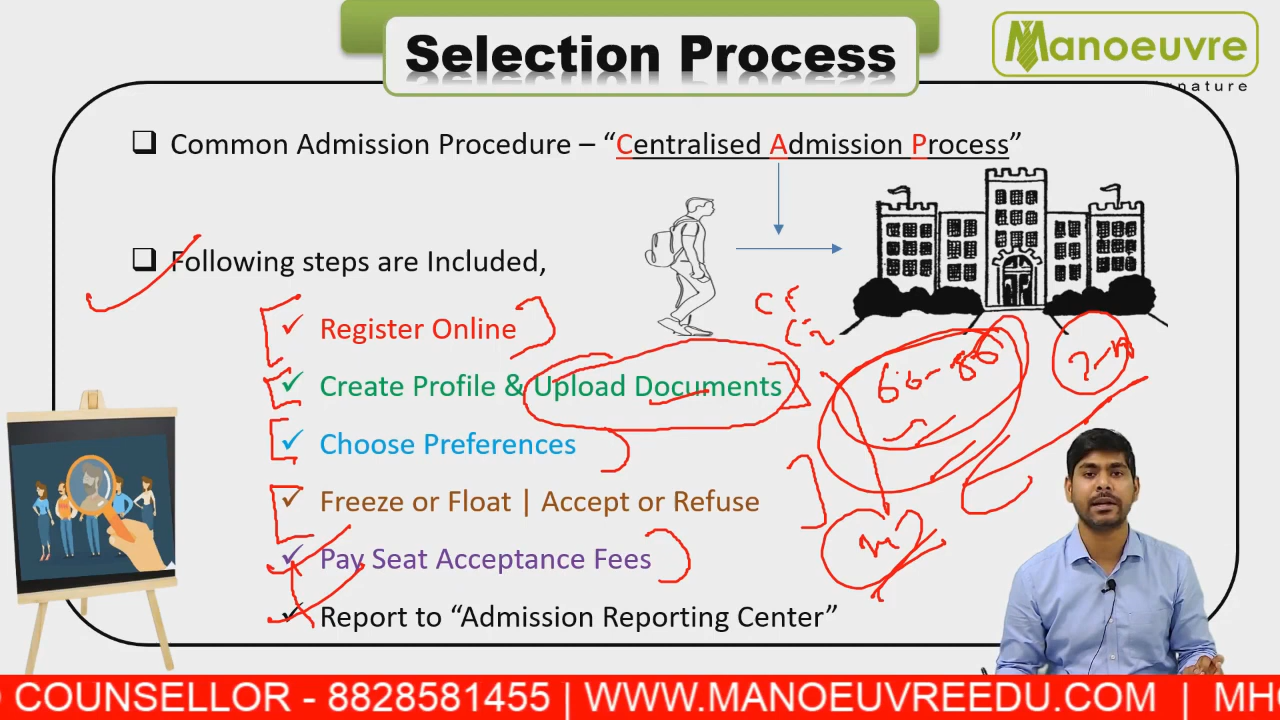 Selection Process
Manoeuvre
nature
Common Admission Procedure – “Centralised Admission Process”
Following steps are Included,
Register Online
Create Profile & Upload Documents
Choose Preferences
Freeze or Float | Accept or Refuse
Pay Seat Acceptance Fees
Report to “Admission Reporting Center”
COUNSELLOR - 8828581455 | WWW.MANOEUVREEDU.COM | MH